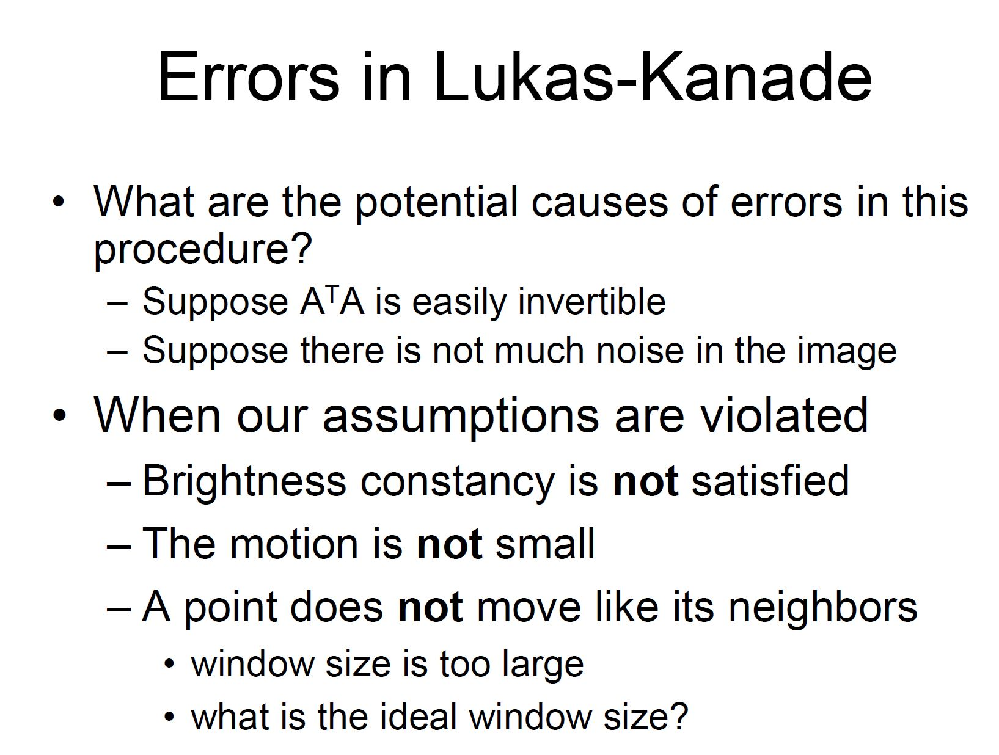 Errors in Lukas-Kanade
• What are the potential causes of errors in this
procedure?
– Suppose AᵀA is easily invertible
– Suppose there is not much noise in the image
• When our assumptions are violated
– Brightness constancy is not satisfied
– The motion is not small
– A point does not move like its neighbors
• window size is too large
• what is the ideal window size?